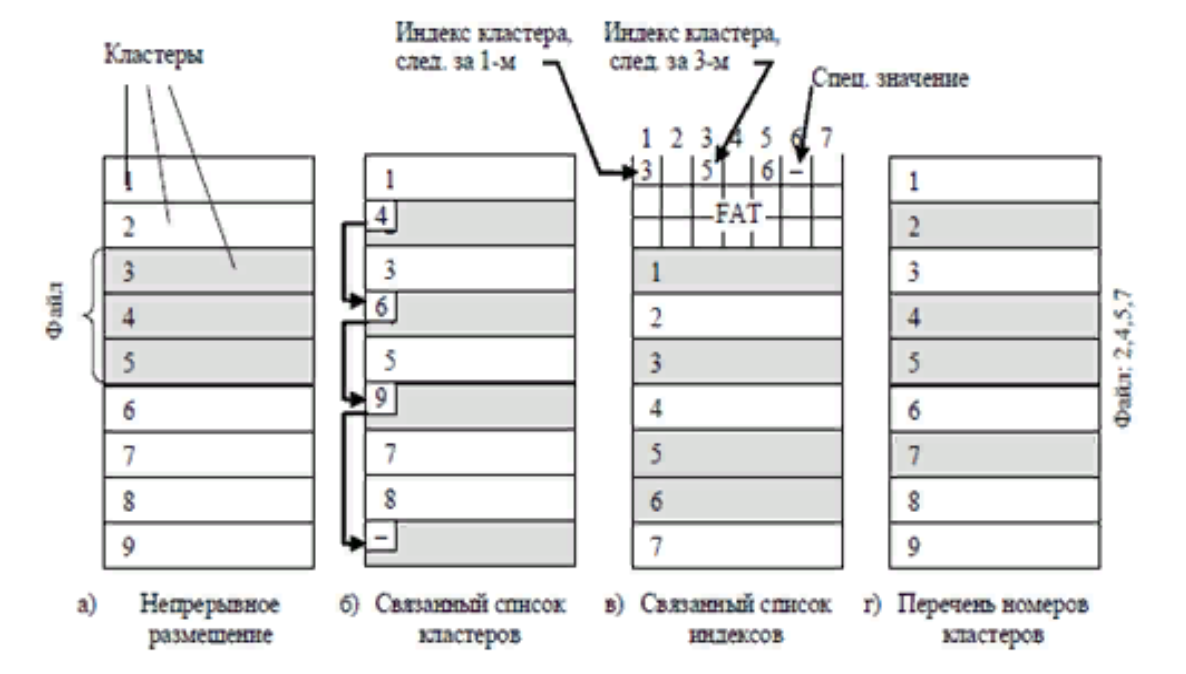 Кластеры
Индекс кластера,
след. за 1-м
Индекс кластера,
след. за 3-м
Спец. значение
1
2
3
4
5
6
7
8
9
Файл
1
4
3
6
5
9
7
8
–
1 2 3 4 5 6 7
3 5 6 –
FAT
1
2
3
4
5
6
7
1
2
3
4
5
6
7
8
9
Файл: 2,4,5,7
а) Непрерывное
размещение
б) Связанный список
кластеров
в) Связанный список
индексов
г) Перечень номеров
кластеров